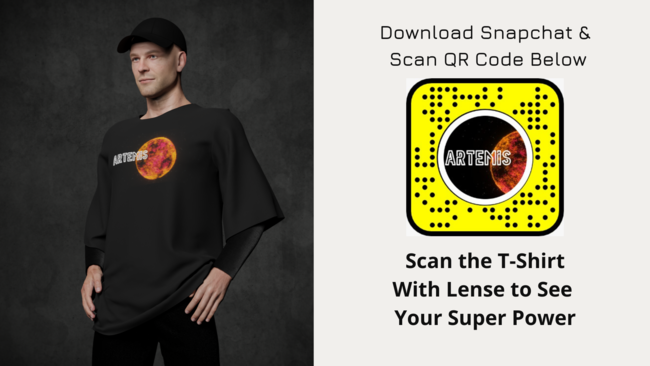 ARTEMiS
Download Snapchat &
Scan QR Code Below
ARTEMiS
Scan the T-Shirt
With Lense to See
Your Super Power